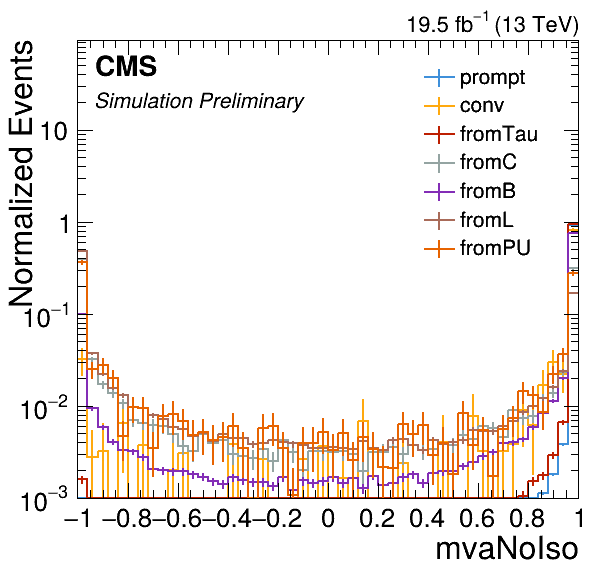 19.5 fb⁻¹ (13 TeV)
CMS
Simulation Preliminary
prompt
conv
fromTau
fromC
fromB
fromL
fromPU
Normalized Events
10
1
10⁻¹
10⁻²
10⁻³
−1 −0.8 −0.6 −0.4 −0.2 0 0.2 0.4 0.6 0.8 1
mvaNoIso